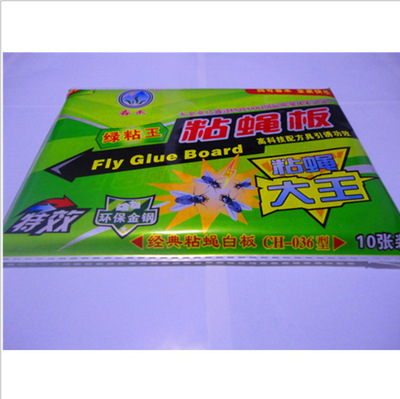 春禾
绿粘王
粘蝇板
高科技配方具引诱功效
Fly Glue Board
粘蝇
大王
特效
环保金钢
经典粘蝇白板 CH-036型
10张